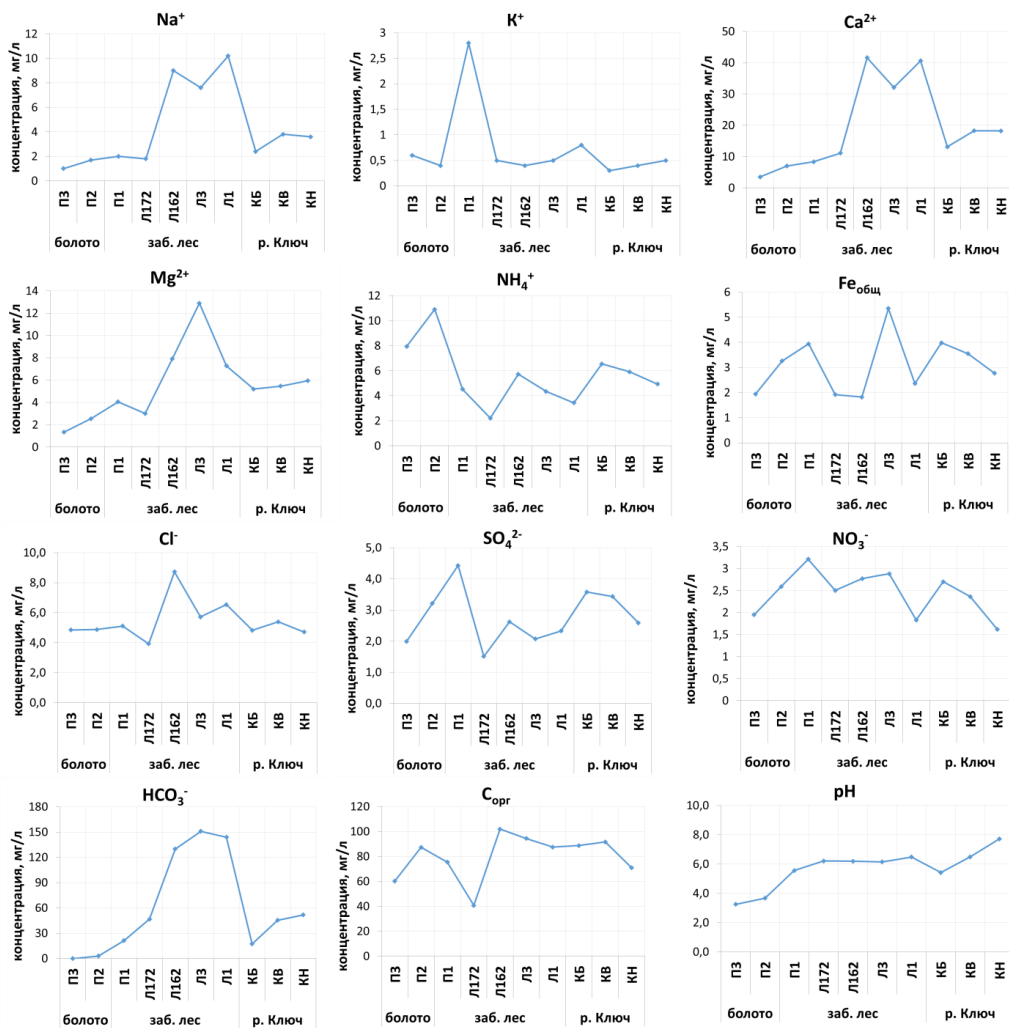 Na⁺
концентрация, мг/л
12
10
8
6
4
2
0
П3 П2 П1 Л172 Л162 Л3 Л1 КБ КВ КН
болото заб. лес р. Ключ
K⁺
концентрация, мг/л
3
2,5
2
1,5
1
0,5
0
П3 П2 П1 Л172 Л162 Л3 Л1 КБ КВ КН
болото заб. лес р. Ключ
Ca²⁺
концентрация, мг/л
50
40
30
20
10
0
П3 П2 П1 Л172 Л162 Л3 Л1 КБ КВ КН
болото заб. лес р. Ключ
Mg²⁺
концентрация, мг/л
14
12
10
8
6
4
2
0
П3 П2 П1 Л172 Л162 Л3 Л1 КБ КВ КН
болото заб. лес р. Ключ
NH₄⁺
концентрация, мг/л
12
10
8
6
4
2
0
П3 П2 П1 Л172 Л162 Л3 Л1 КБ КВ КН
болото заб. лес р. Ключ
Feобщ
концентрация, мг/л
6
5
4
3
2
1
0
П3 П2 П1 Л172 Л162 Л3 Л1 КБ КВ КН
болото заб. лес р. Ключ
Cl⁻
концентрация, мг/л
10,0
8,0
6,0
4,0
2,0
0,0
П3 П2 П1 Л172 Л162 Л3 Л1 КБ КВ КН
болото заб. лес р. Ключ
SO₄²⁻
концентрация, мг/л
5,0
4,0
3,0
2,0
1,0
0,0
П3 П2 П1 Л172 Л162 Л3 Л1 КБ КВ КН
болото заб. лес р. Ключ
NO₃⁻
концентрация, мг/л
3,5
3
2,5
2
1,5
1
0,5
0
П3 П2 П1 Л172 Л162 Л3 Л1 КБ КВ КН
болото заб. лес р. Ключ
HCO₃⁻
концентрация, мг/л
180
150
120
90
60
30
0
П3 П2 П1 Л172 Л162 Л3 Л1 КБ КВ КН
болото заб. лес р. Ключ
Cорг
концентрация, мг/л
120
100
80
60
40
20
0
П3 П2 П1 Л172 Л162 Л3 Л1 КБ КВ КН
болото заб. лес р. Ключ
pH
10,0
8,0
6,0
4,0
2,0
0,0
П3 П2 П1 Л172 Л162 Л3 Л1 КБ КВ КН
болото заб. лес р. Ключ